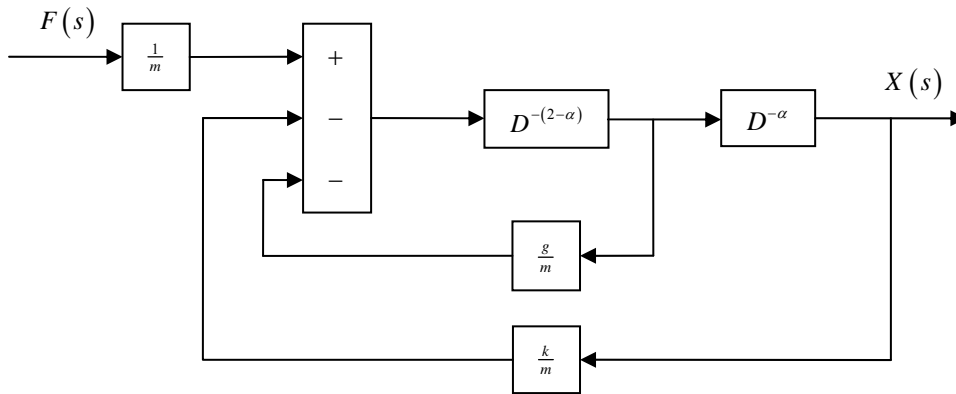 F(s)
1/m
+
−
−
D^{-(2-α)}
D^{-α}
X(s)
g/m
k/m